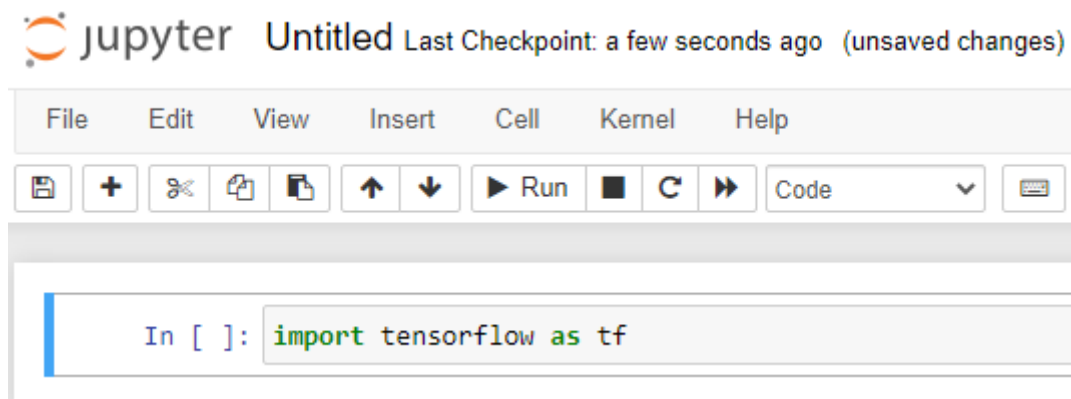 jupyter Untitled Last Checkpoint: a few seconds ago (unsaved changes)
File Edit View Insert Cell Kernel Help
Run Code
In [ ]: import tensorflow as tf